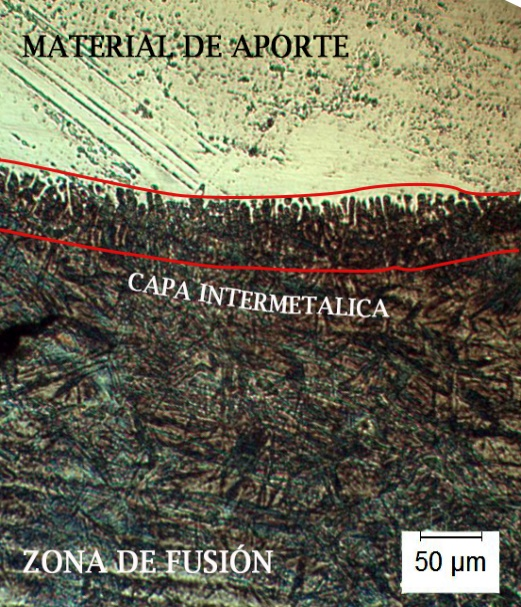 MATERIAL DE APORTE
CAPA INTERMETALICA
ZONA DE FUSIÓN
50 µm